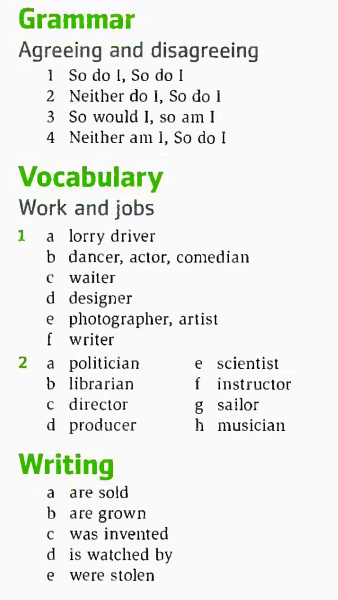 Grammar
Agreeing and disagreeing
1 So do I, So do I
2 Neither do I, So do I
3 So would I, so am I
4 Neither am I, So do I
Vocabulary
Work and jobs
1 a lorry driver
b dancer, actor, comedian
c waiter
d designer
e photographer, artist
f writer
2 a politician e scientist
b librarian f instructor
c director g sailor
d producer h musician
Writing
a are sold
b are grown
c was invented
d is watched by
e were stolen